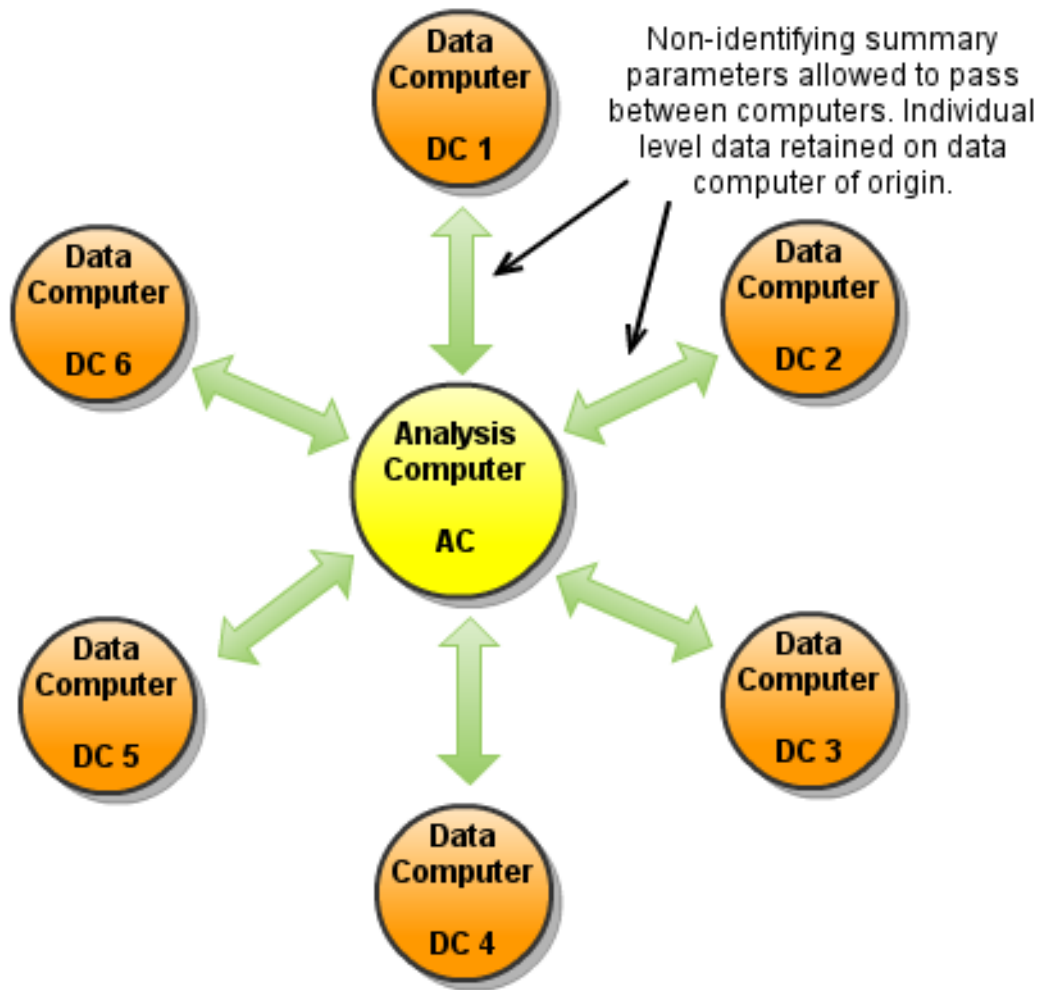 Data
Computer
DC 1
Non-identifying summary
parameters allowed to pass
between computers. Individual
level data retained on data
computer of origin.
Data
Computer
DC 6
Data
Computer
DC 2
Analysis
Computer
AC
Data
Computer
DC 5
Data
Computer
DC 3
Data
Computer
DC 4